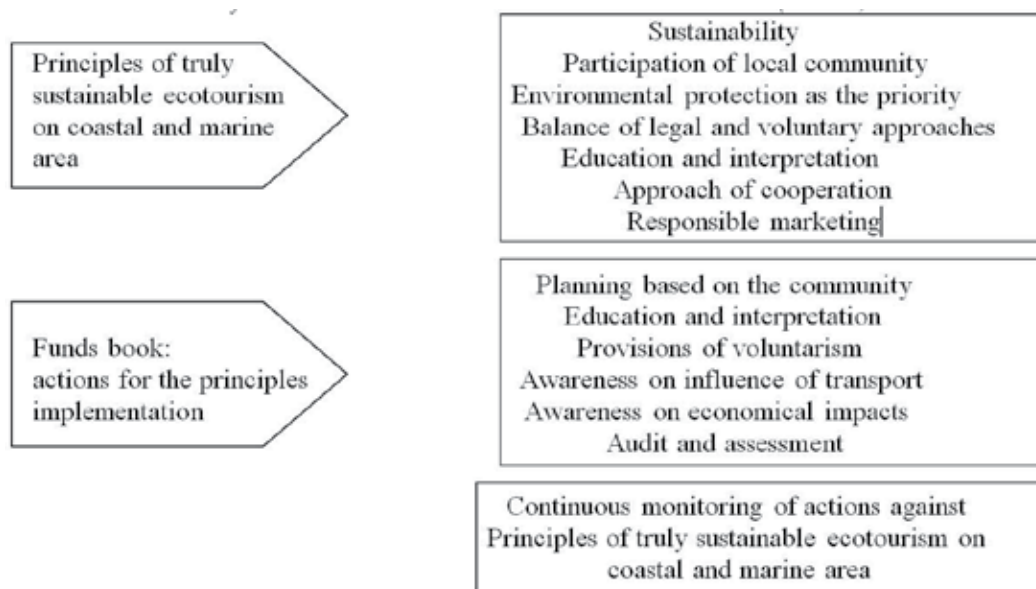 Principles of truly
sustainable ecotourism
on coastal and marine
area
Sustainability
Participation of local community
Environmental protection as the priority
Balance of legal and voluntary approaches
Education and interpretation
Approach of cooperation
Responsible marketing
Funds book:
actions for the principles
implementation
Planning based on the community
Education and interpretation
Provisions of voluntarism
Awareness on influence of transport
Awareness on economical impacts
Audit and assessment
Continuous monitoring of actions against
Principles of truly sustainable ecotourism on
coastal and marine area